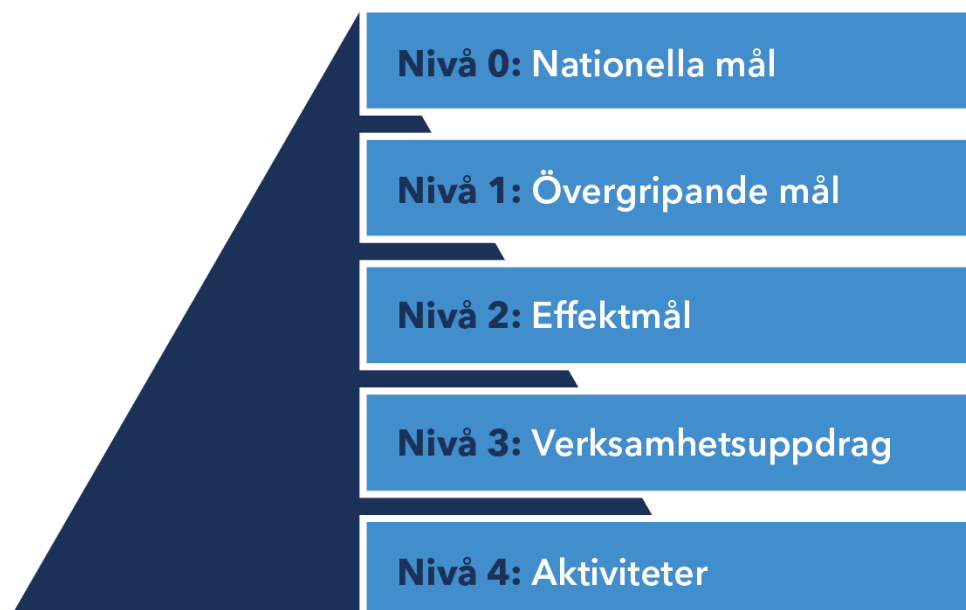 Nivå 0: Nationella mål
Nivå 1: Övergripande mål
Nivå 2: Effektmål
Nivå 3: Verksamhetsuppdrag
Nivå 4: Aktiviteter